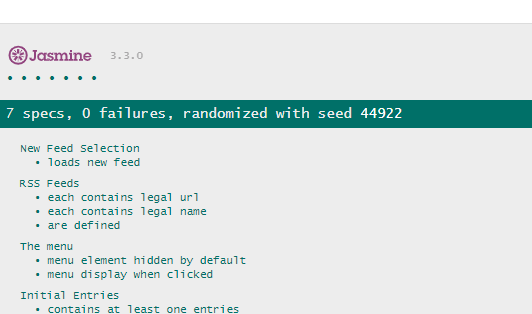 Jasmine 3.3.0
• • • • • • •
7 specs, 0 failures, randomized with seed 44922
New Feed Selection
• loads new feed
RSS Feeds
• each contains legal url
• each contains legal name
• are defined
The menu
• menu element hidden by default
• menu display when clicked
Initial Entries
• contains at least one entries